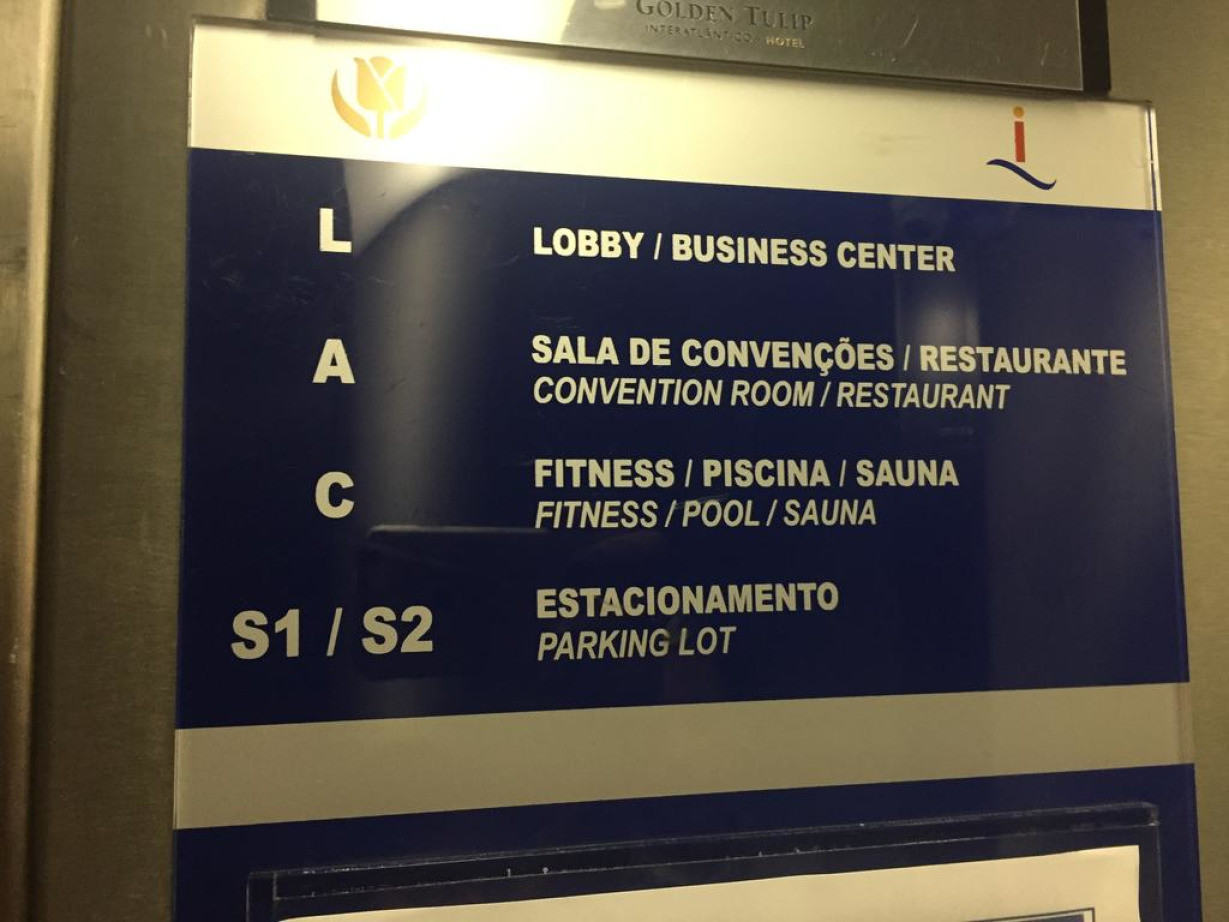 GOLDEN TULIP
INTERATLÂNTICO HOTEL
L LOBBY / BUSINESS CENTER
A SALA DE CONVENÇÕES / RESTAURANTE
CONVENTION ROOM / RESTAURANT
C FITNESS / PISCINA / SAUNA
FITNESS / POOL / SAUNA
S1 / S2 ESTACIONAMENTO
PARKING LOT